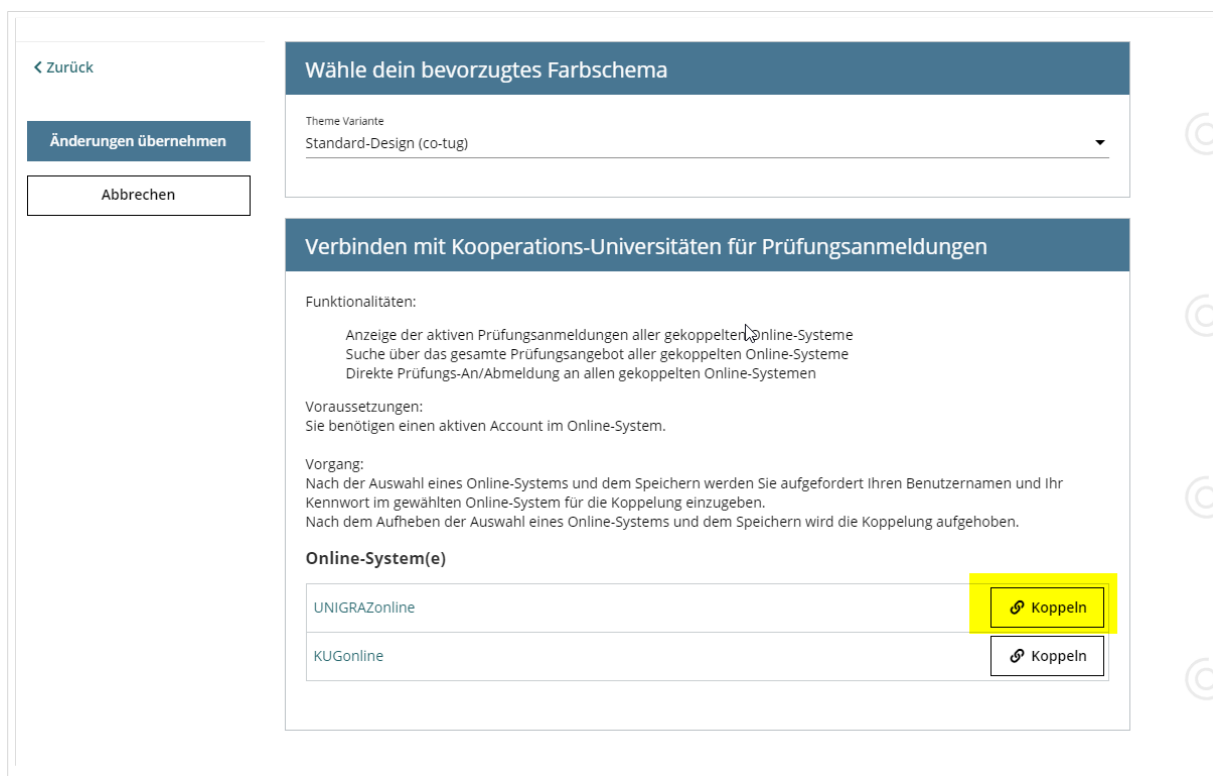 Zurück
Änderungen übernehmen
Abbrechen
Wähle dein bevorzugtes Farbschema
Theme Variante
Standard-Design (co-tug)
Verbinden mit Kooperations-Universitäten für Prüfungsanmeldungen
Funktionalitäten:
Anzeige der aktiven Prüfungsanmeldungen aller gekoppelten Online-Systeme
Suche über das gesamte Prüfungsangebot aller gekoppelten Online-Systeme
Direkte Prüfungs-An/Abmeldung an allen gekoppelten Online-Systemen
Voraussetzungen:
Sie benötigen einen aktiven Account im Online-System.
Vorgang:
Nach der Auswahl eines Online-Systems und dem Speichern werden Sie aufgefordert Ihren Benutzernamen und Ihr
Kennwort im gewählten Online-System für die Koppelung einzugeben.
Nach dem Aufheben der Auswahl eines Online-Systems und dem Speichern wird die Koppelung aufgehoben.
Online-System(e)
UNIGRAZonline Koppeln
KUGonline Koppeln